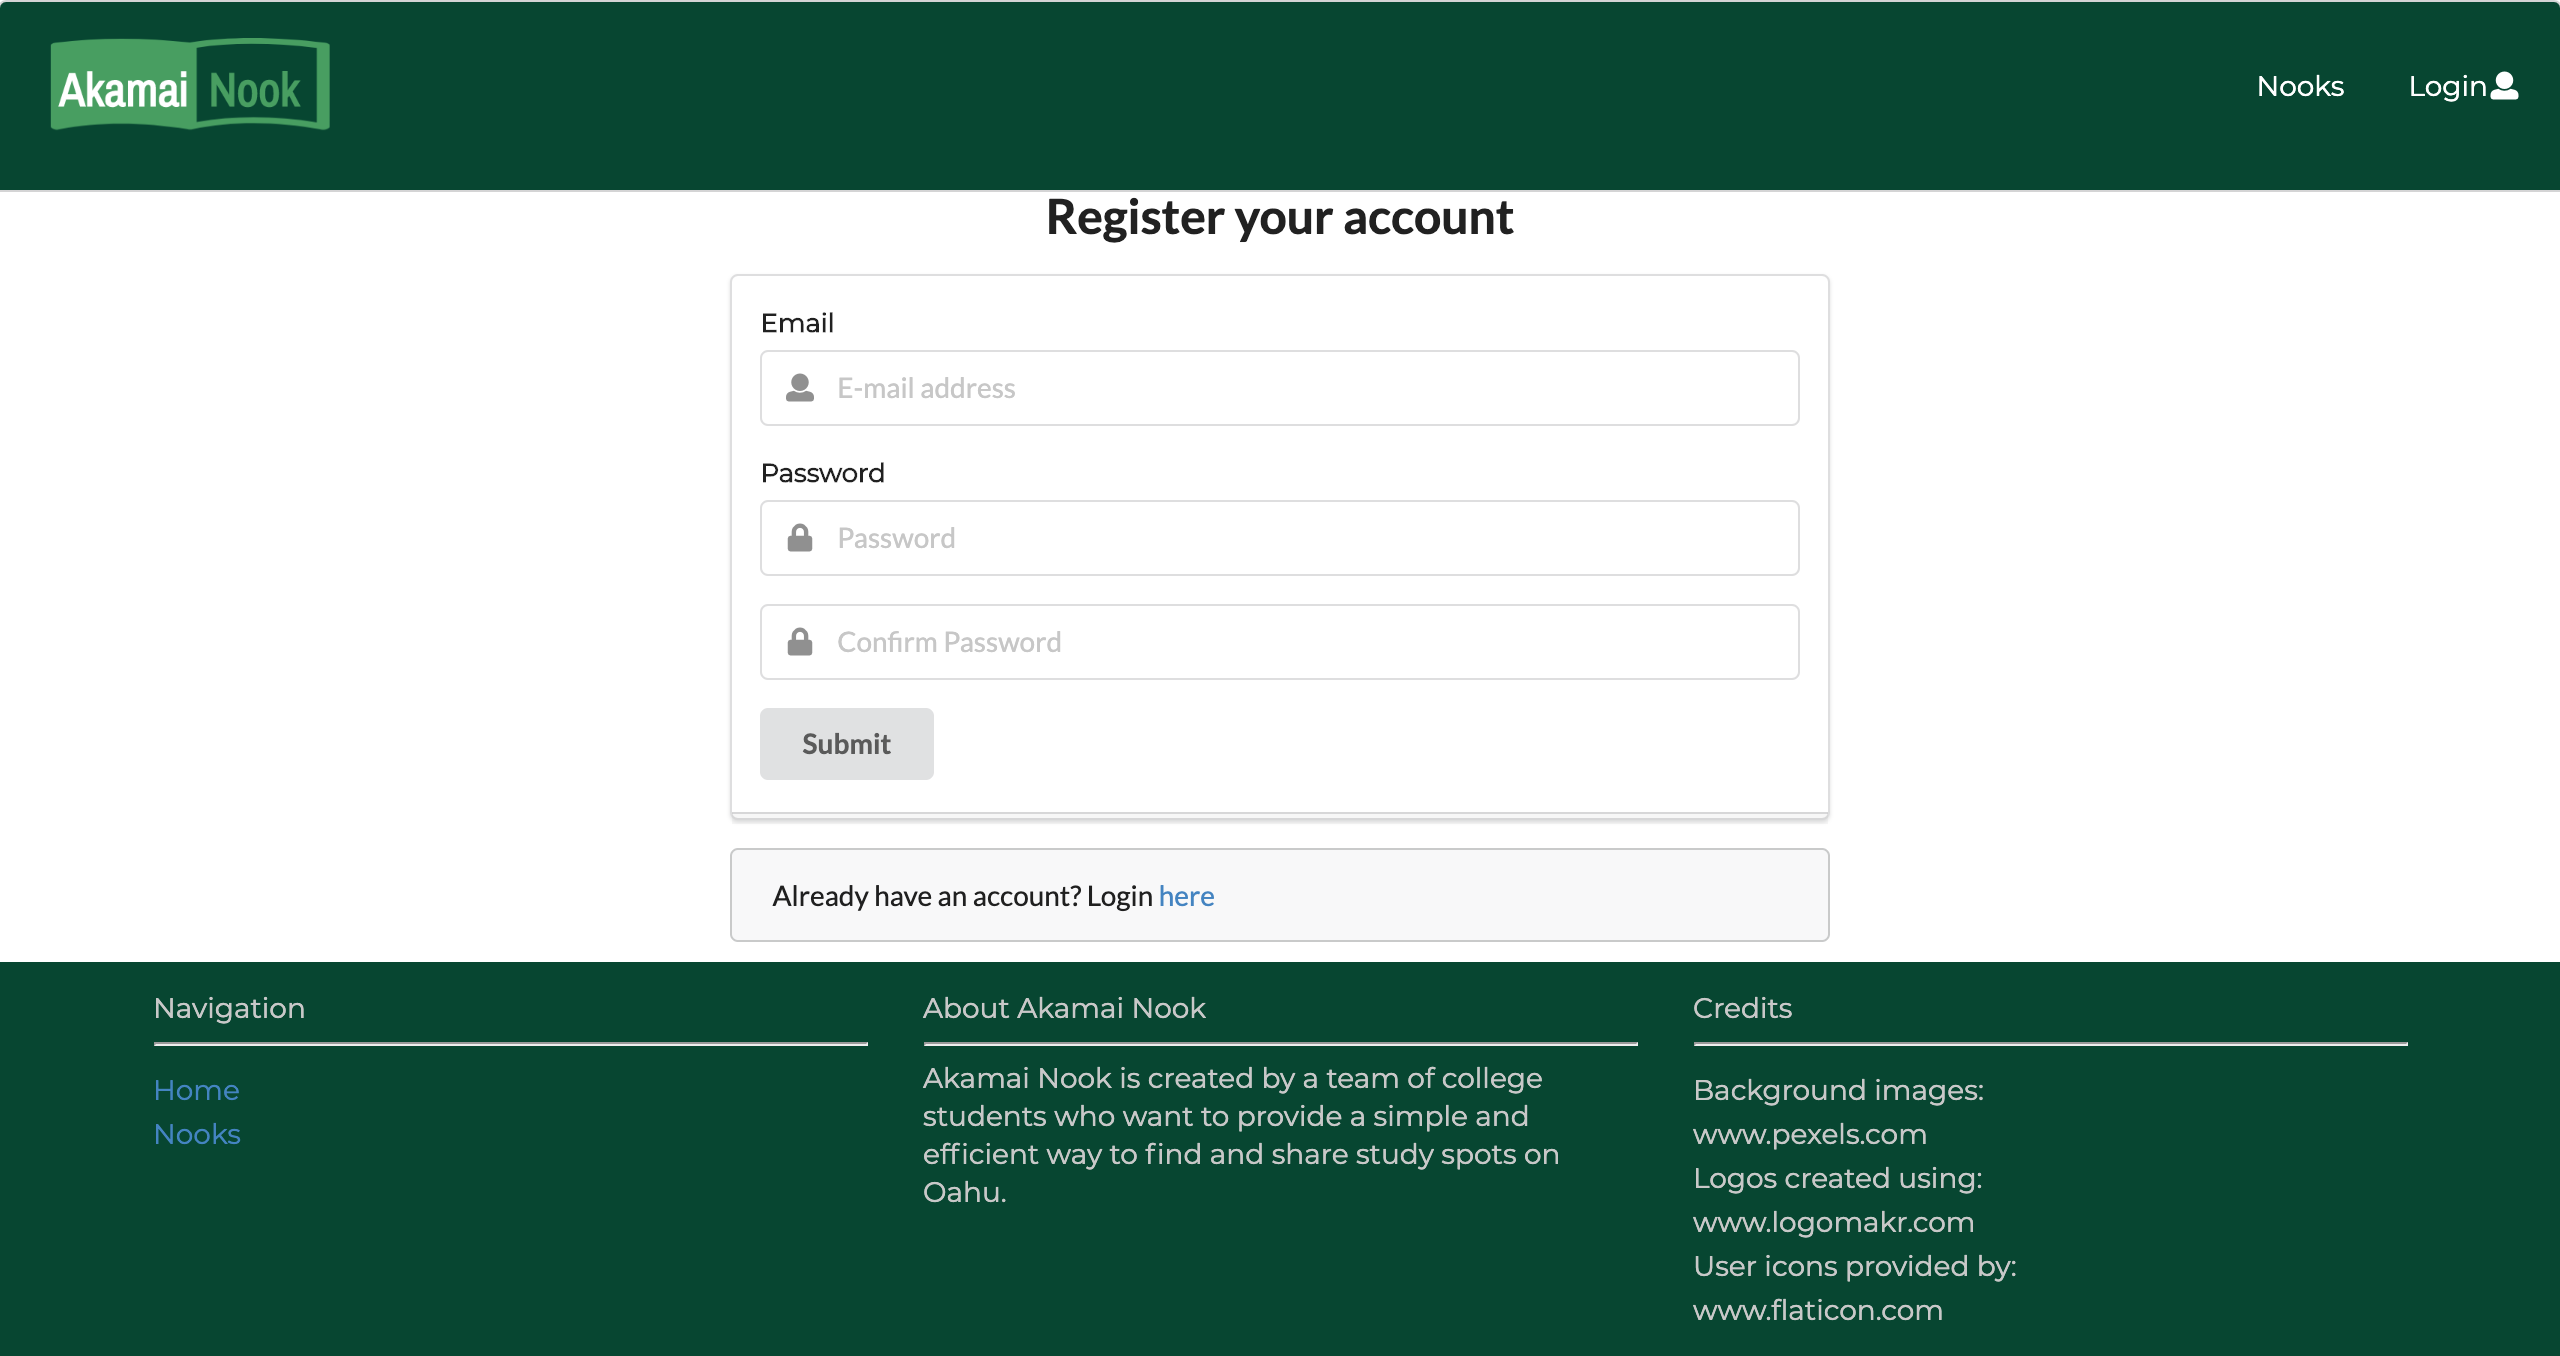 Akamai Nook
Nooks
Login
Register your account
Email
E-mail address
Password
Password
Confirm Password
Submit
Already have an account? Login here
Navigation
Home
Nooks
About Akamai Nook
Akamai Nook is created by a team of college
students who want to provide a simple and
efficient way to find and share study spots on
Oahu.
Credits
Background images:
www.pexels.com
Logos created using:
www.logomakr.com
User icons provided by:
www.flaticon.com